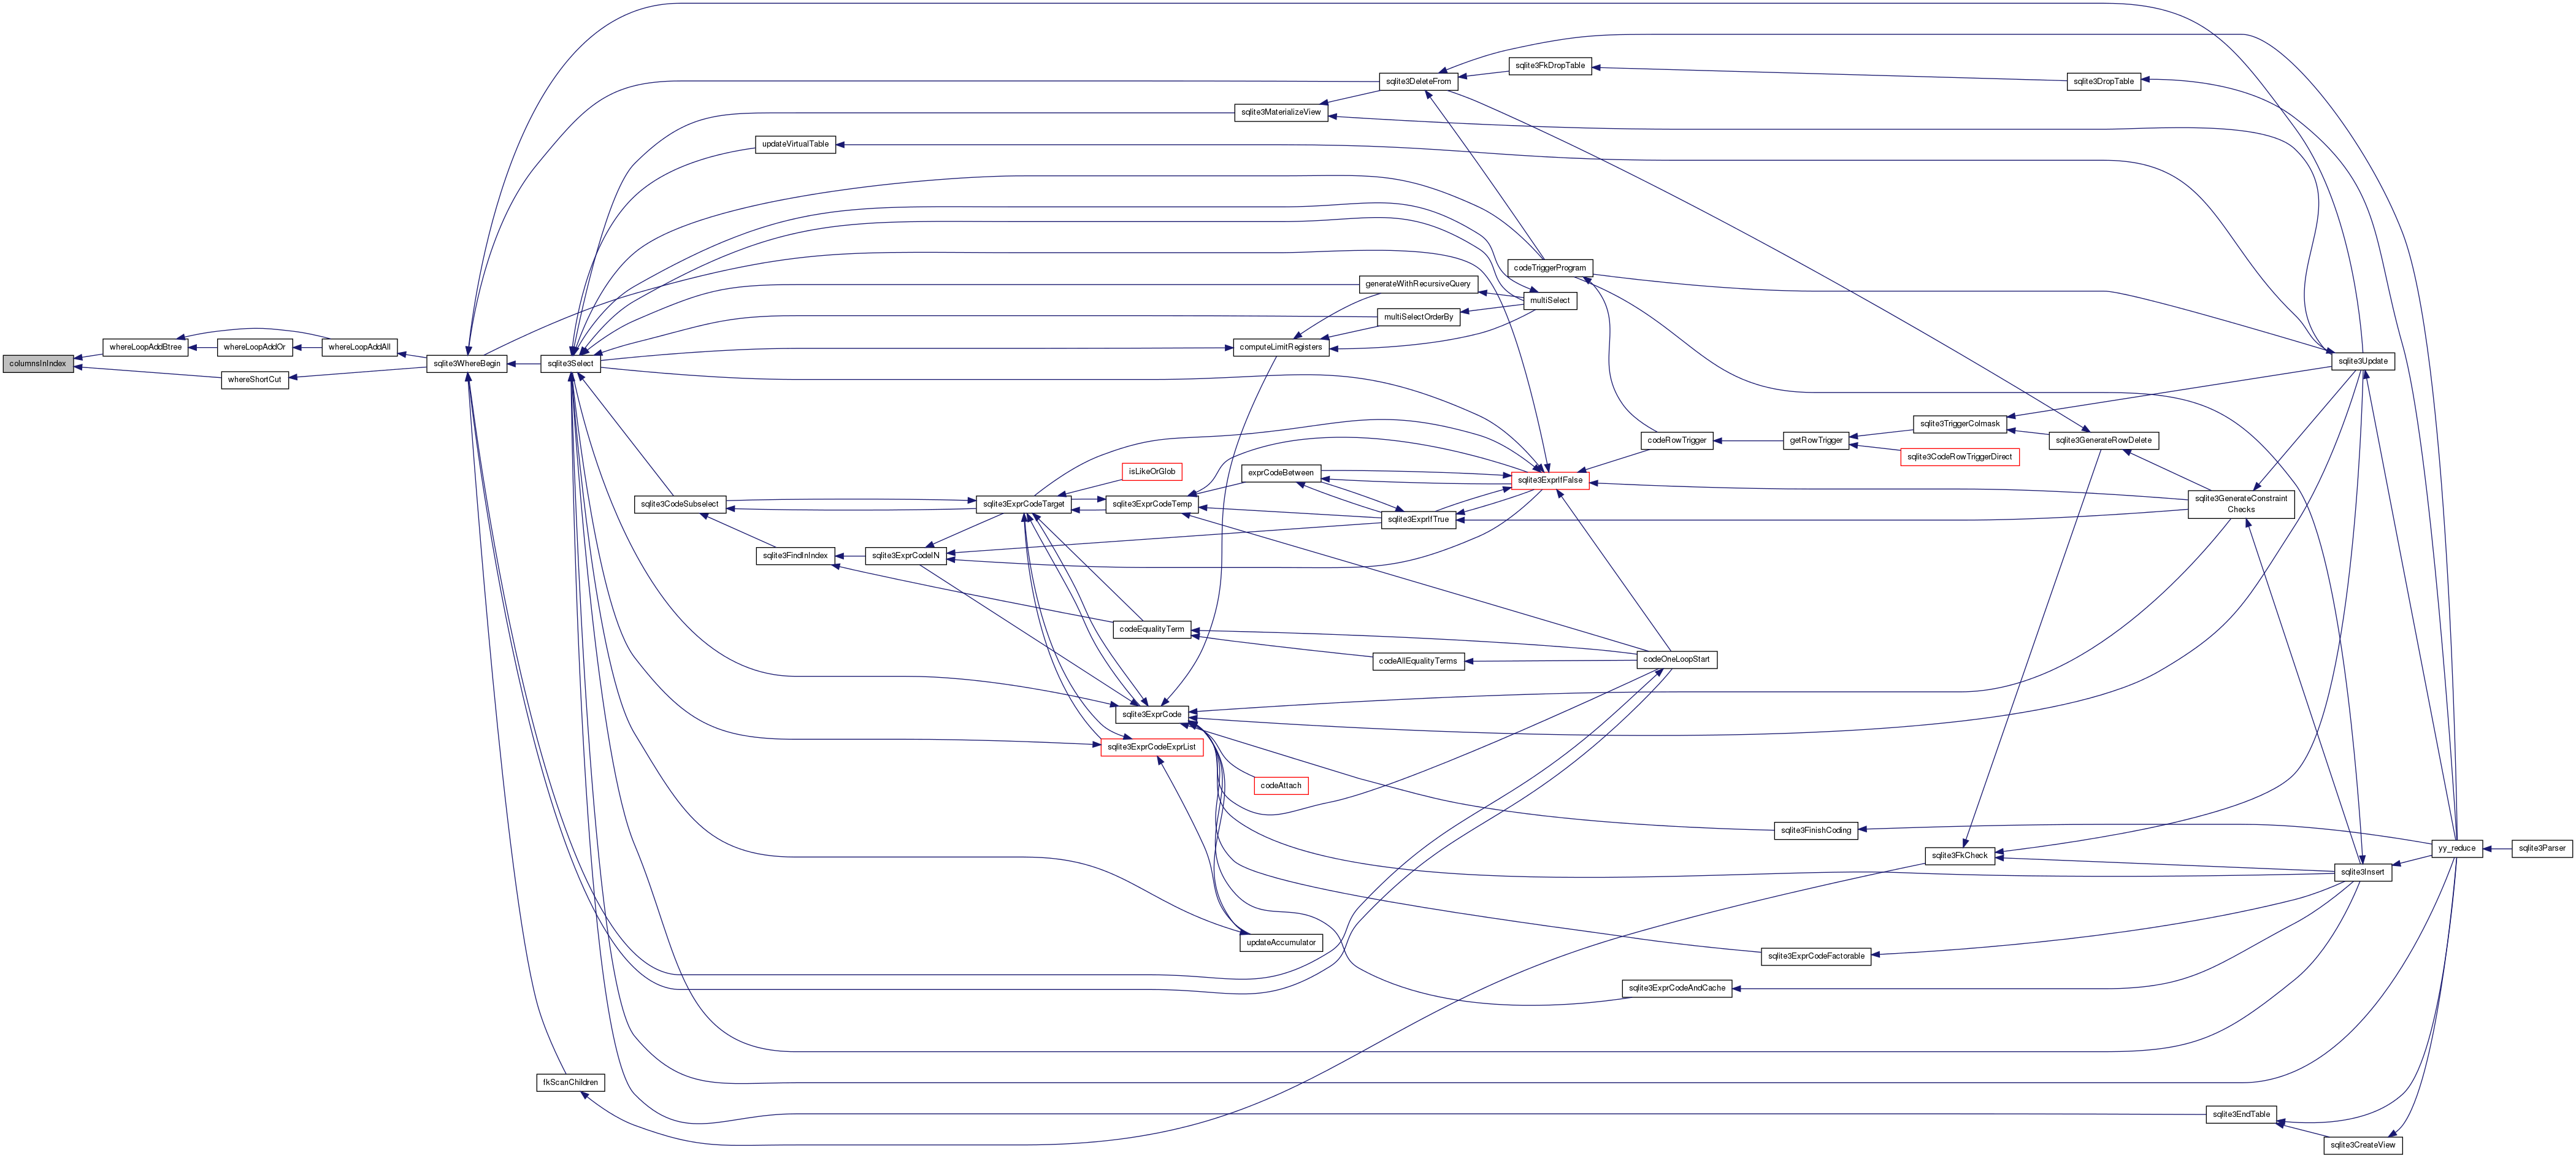 sqlite3FkDropTable
sqlite3DeleteFrom
sqlite3DropTable
sqlite3MaterializeView
updateVirtualTable
codeTriggerProgram
generateWithRecursiveQuery
multiSelect
multiSelectOrderBy
whereLoopAddBtree
whereLoopAddOr
whereLoopAddAll
computeLimitRegisters
columnsInIndex
sqlite3WhereBegin
sqlite3Select
sqlite3Update
whereShortCut
sqlite3TriggerColmask
codeRowTrigger
getRowTrigger
sqlite3GenerateRowDelete
sqlite3CodeRowTriggerDirect
isLikeOrGlob
exprCodeBetween
sqlite3ExprIfFalse
sqlite3CodeSubselect
sqlite3ExprCodeTarget
sqlite3ExprCodeTemp
sqlite3GenerateConstraint
Checks
sqlite3ExprIfTrue
sqlite3FindInIndex
sqlite3ExprCodeIN
codeEqualityTerm
codeAllEqualityTerms
codeOneLoopStart
sqlite3ExprCode
sqlite3ExprCodeExprList
codeAttach
sqlite3FinishCoding
yy_reduce
sqlite3Parser
sqlite3FkCheck
sqlite3Insert
updateAccumulator
sqlite3ExprCodeFactorable
sqlite3ExprCodeAndCache
fkScanChildren
sqlite3EndTable
sqlite3CreateView